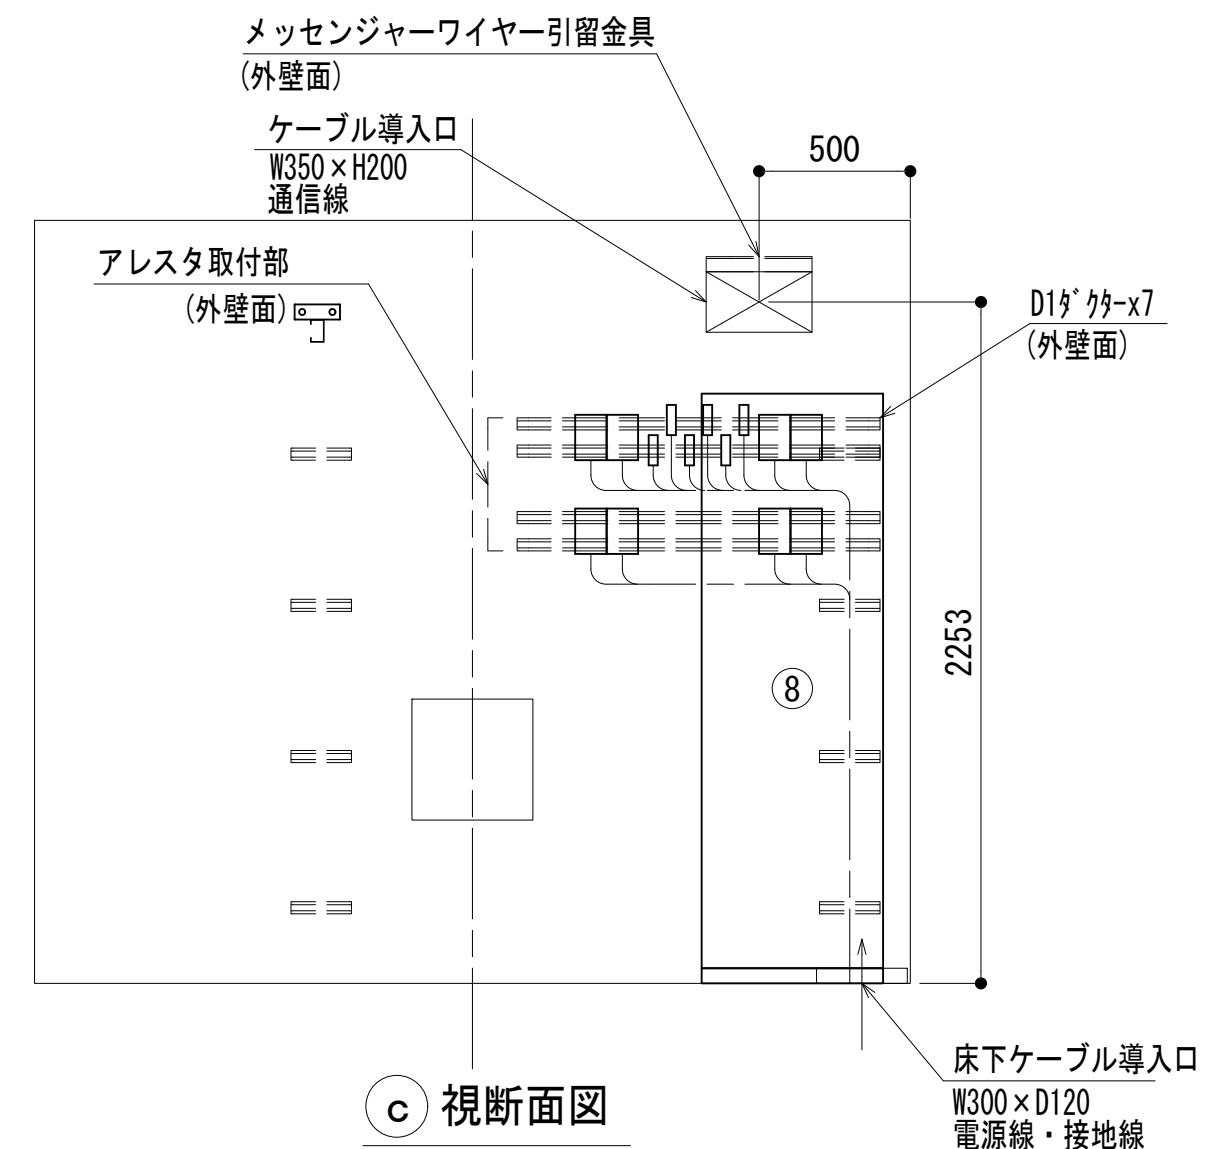 メッセンジャーワイヤー引留金具
(外壁面)
ケーブル導入口
W350×H200
通信線
500
アレスタ取付部
(外壁面)
D1ﾀﾞｸﾀｰx7
(外壁面)
2253
8
床下ケーブル導入口
W300×D120
電源線・接地線
c 視断面図